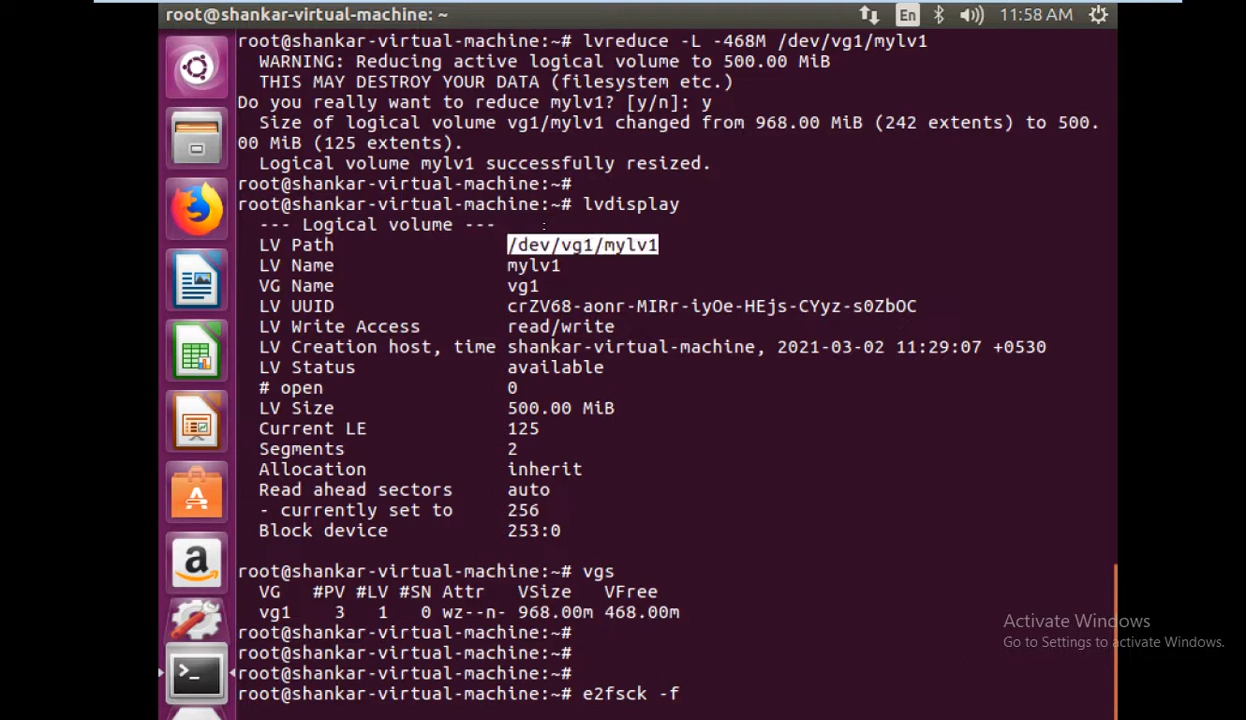 root@shankar-virtual-machine: ~
En
11:58 AM
root@shankar-virtual-machine:~# lvreduce -L -468M /dev/vg1/mylv1
WARNING: Reducing active logical volume to 500.00 MiB
THIS MAY DESTROY YOUR DATA (filesystem etc.)
Do you really want to reduce mylv1? [y/n]: y
Size of logical volume vg1/mylv1 changed from 968.00 MiB (242 extents) to 500.
00 MiB (125 extents).
Logical volume mylv1 successfully resized.
root@shankar-virtual-machine:~#
root@shankar-virtual-machine:~# lvdisplay
--- Logical volume ---
LV Path /dev/vg1/mylv1
LV Name mylv1
VG Name vg1
LV UUID crZV68-aonr-MIRr-iyOe-HEjs-CYyz-s0ZbOC
LV Write Access read/write
LV Creation host, time shankar-virtual-machine, 2021-03-02 11:29:07 +0530
LV Status available
# open 0
LV Size 500.00 MiB
Current LE 125
Segments 2
Allocation inherit
Read ahead sectors auto
- currently set to 256
Block device 253:0
root@shankar-virtual-machine:~# vgs
VG #PV #LV #SN Attr VSize VFree
vg1 3 1 0 wz--n- 968.00m 468.00m
root@shankar-virtual-machine:~#
root@shankar-virtual-machine:~#
root@shankar-virtual-machine:~#
root@shankar-virtual-machine:~# e2fsck -f
Activate Windows
Go to Settings to activate Windows.